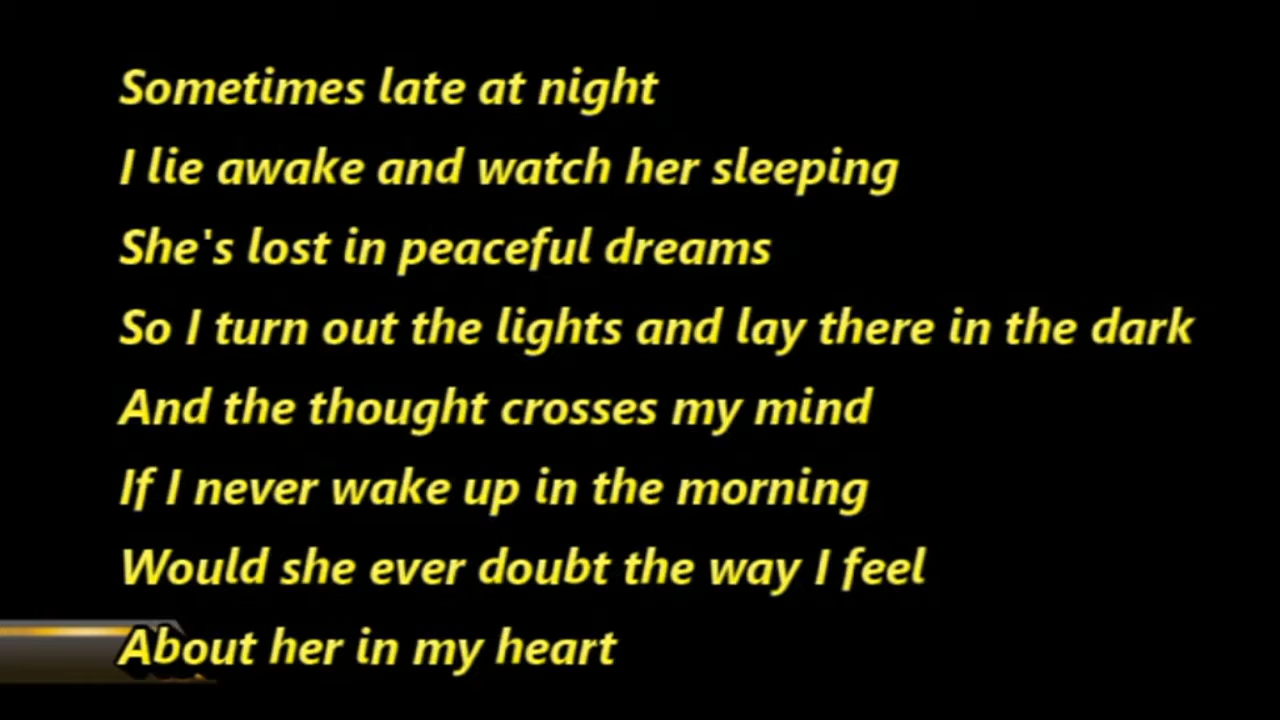 Sometimes late at night
I lie awake and watch her sleeping
She's lost in peaceful dreams
So I turn out the lights and lay there in the dark
And the thought crosses my mind
If I never wake up in the morning
Would she ever doubt the way I feel
About her in my heart